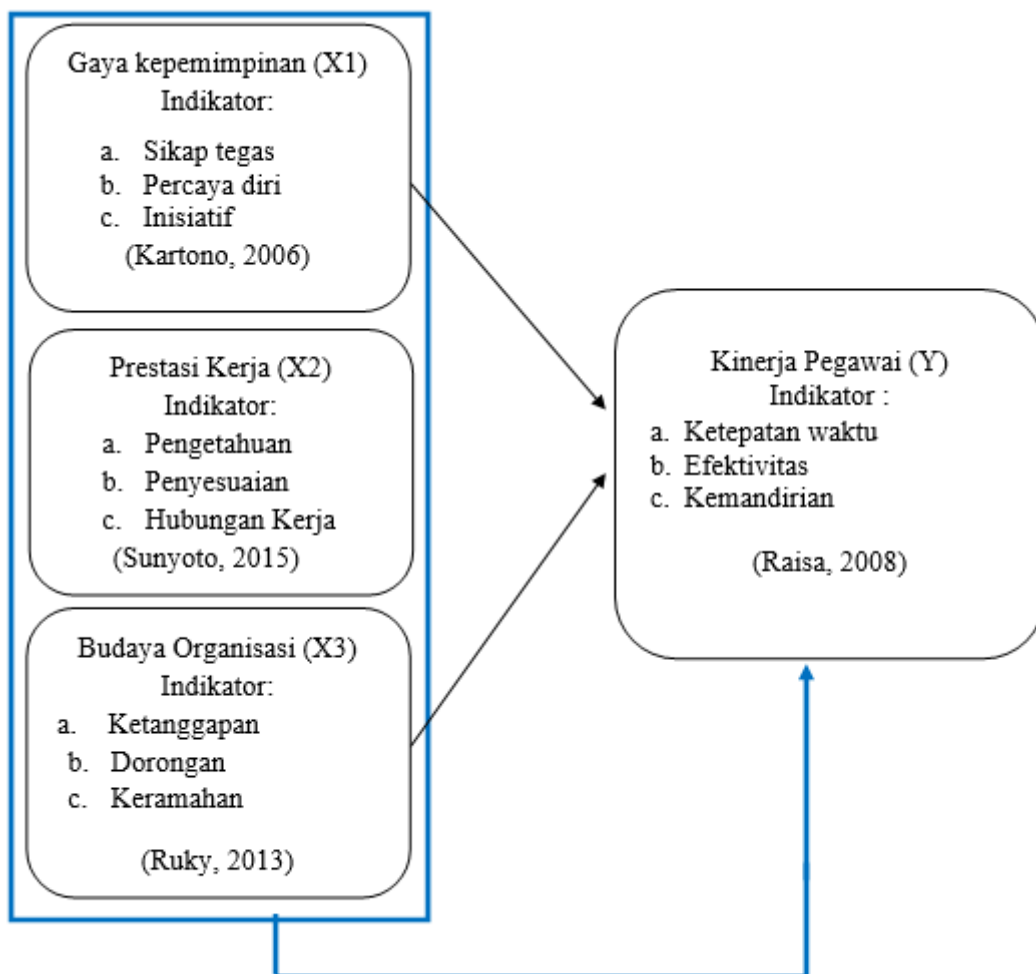 Gaya kepemimpinan (X1)
Indikator:
a. Sikap tegas
b. Percaya diri
c. Inisiatif
(Kartono, 2006)
Prestasi Kerja (X2)
Indikator:
a. Pengetahuan
b. Penyesuaian
c. Hubungan Kerja
(Sunyoto, 2015)
Budaya Organisasi (X3)
Indikator:
a. Ketanggapan
b. Dorongan
c. Keramahan
(Ruky, 2013)
Kinerja Pegawai (Y)
Indikator :
a. Ketepatan waktu
b. Efektivitas
c. Kemandirian
(Raisa, 2008)